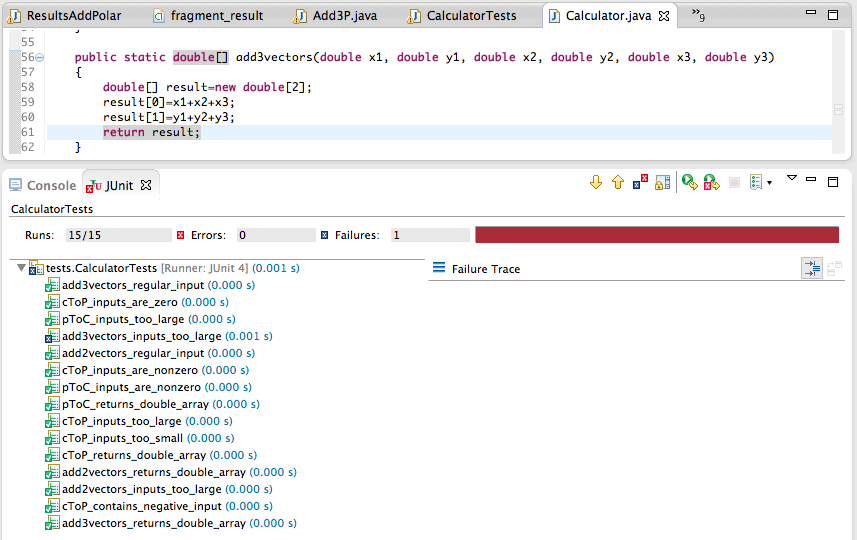 ResultsAddPolar fragment_result Add3P.java CalculatorTests Calculator.java »9
55
56 public static double[] add3vectors(double x1, double y1, double x2, double y2, double x3, double y3)
57 {
58 double[] result=new double[2];
59 result[0]=x1+x2+x3;
60 result[1]=y1+y2+y3;
61 return result;
62 }
Console JUnit
CalculatorTests
Runs: 15/15 Errors: 0 Failures: 1
tests.CalculatorTests [Runner: JUnit 4] (0.001 s) Failure Trace
add3vectors_regular_input (0.000 s)
cToP_inputs_are_zero (0.000 s)
pToC_inputs_too_large (0.000 s)
add3vectors_inputs_too_large (0.001 s)
add2vectors_regular_input (0.000 s)
cToP_inputs_are_nonzero (0.000 s)
pToC_inputs_are_nonzero (0.000 s)
pToC_returns_double_array (0.000 s)
cToP_inputs_too_large (0.000 s)
cToP_inputs_too_small (0.000 s)
cToP_returns_double_array (0.000 s)
add2vectors_returns_double_array (0.000 s)
add2vectors_inputs_too_large (0.000 s)
cToP_contains_negative_input (0.000 s)
add3vectors_returns_double_array (0.000 s)